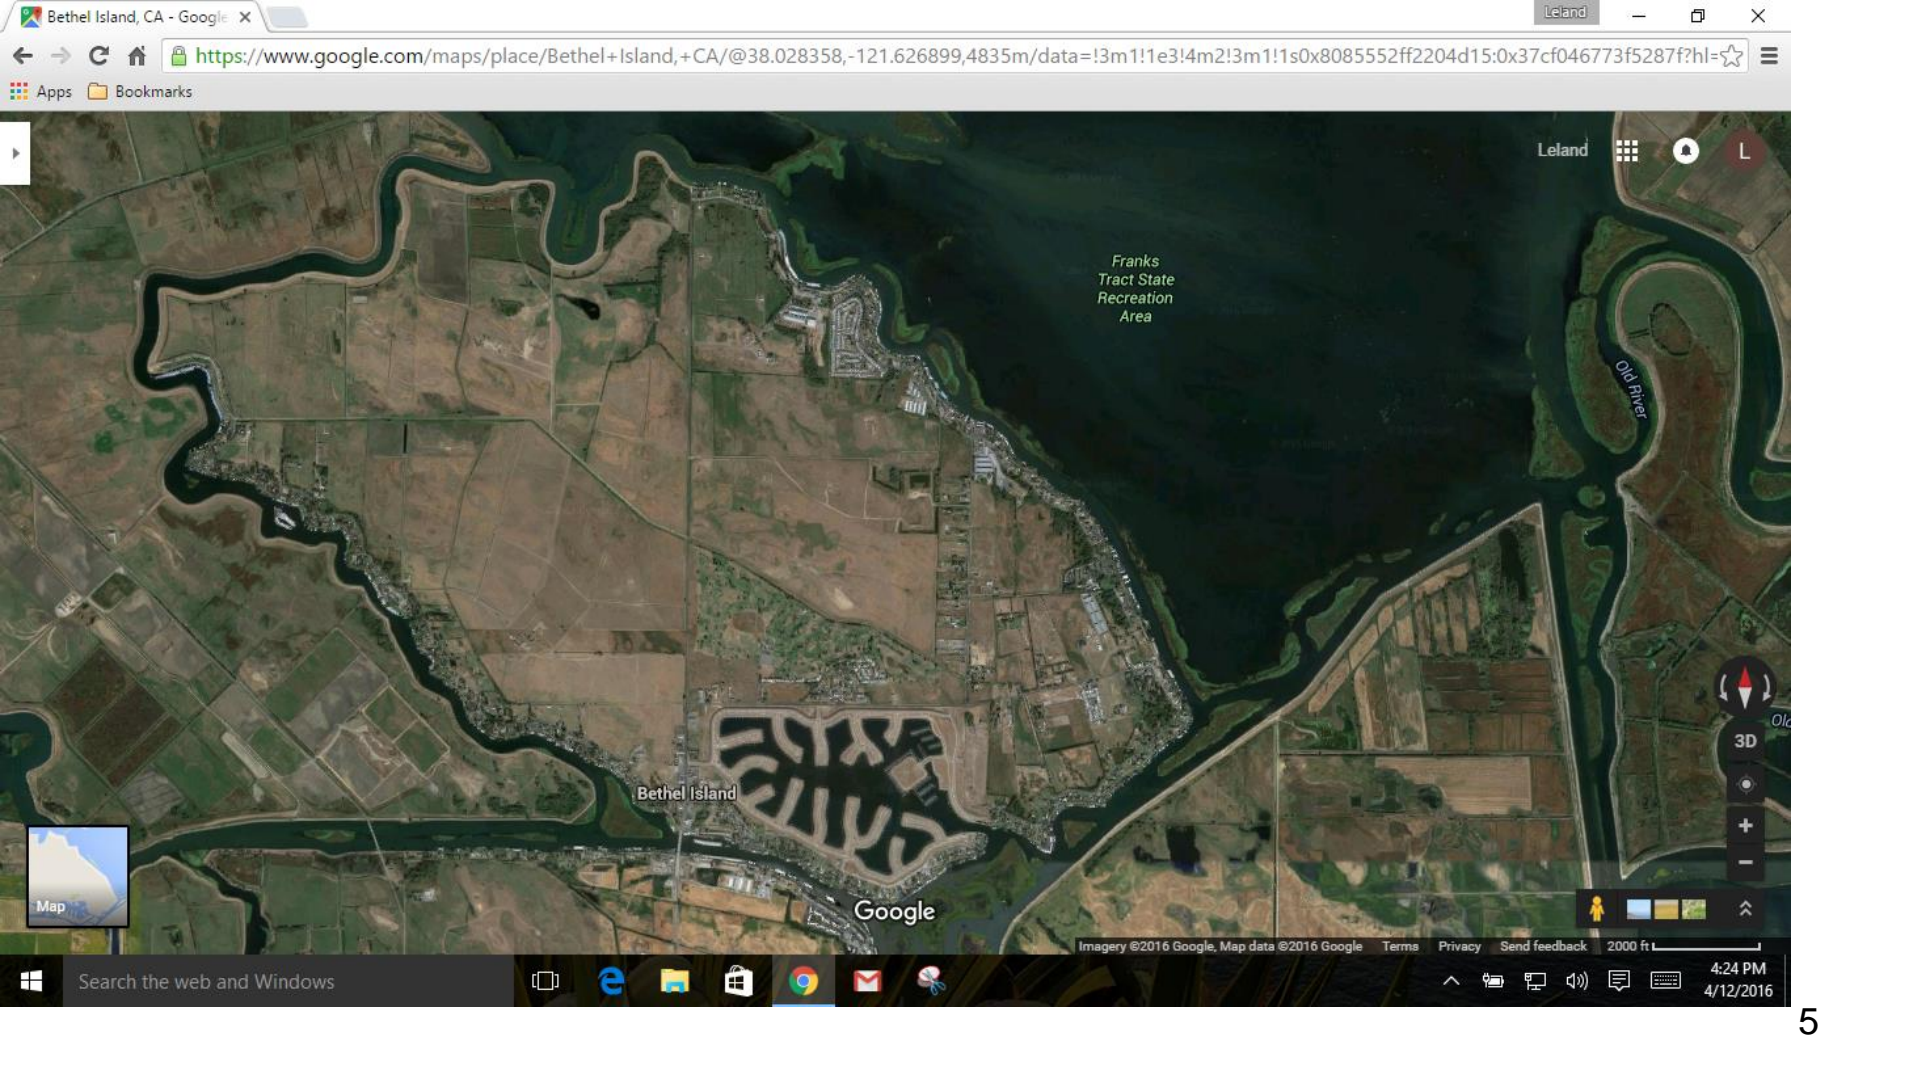 Bethel Island, CA - Google
Leland
https://www.google.com/maps/place/Bethel+Island,+CA/@38.028358,-121.626899,4835m/data=!3m1!1e3!4m2!3m1!1s0x8085552ff2204d15:0x37cf046773f5287f?hl=
Apps
Bookmarks
Leland
L
Franks
Tract State
Recreation
Area
Old River
3D
Bethel Island
Map
Google
Imagery ©2016 Google, Map data ©2016 Google Terms Privacy Send feedback 2000 ft
Search the web and Windows
4:24 PM
4/12/2016
5